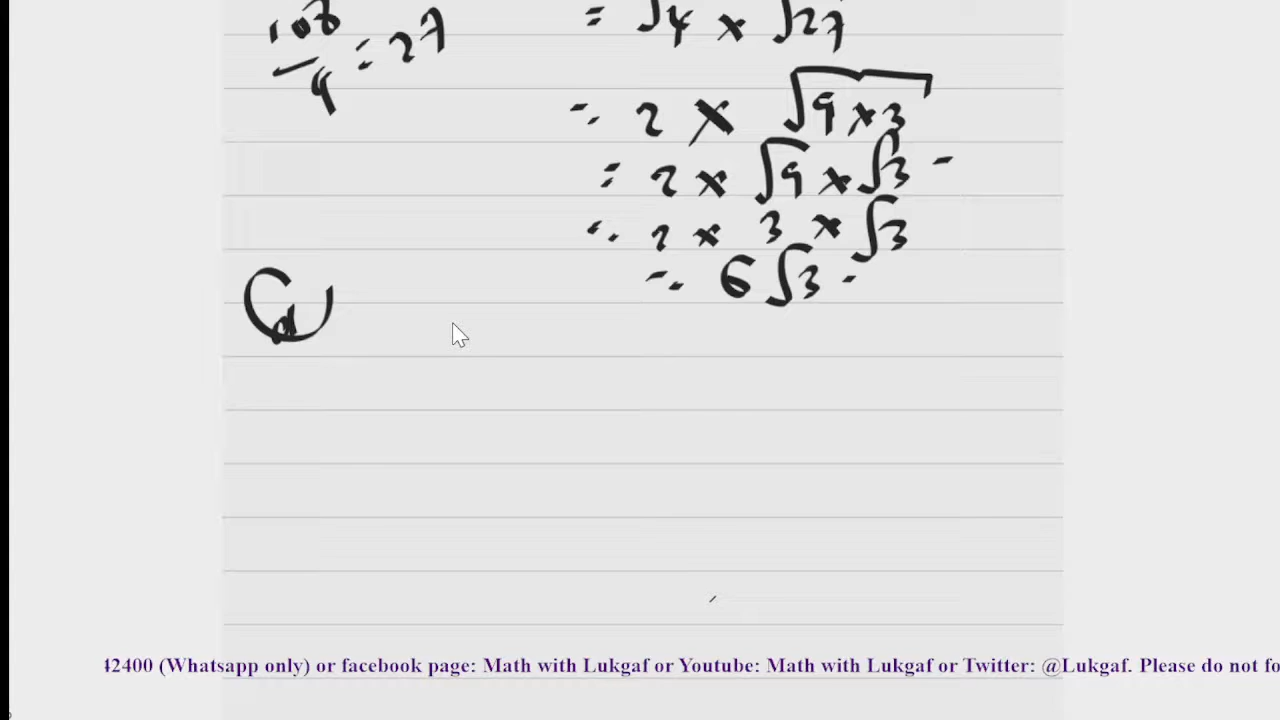 108/4 = 27
= √4 × √27
= 2 × √9×3
= 2 × √9 × √3 =
= 2 × 3 × √3
= 6√3 .
42400 (Whatsapp only) or facebook page: Math with Lukgaf or Youtube: Math with Lukgaf or Twitter: @Lukgaf. Please do not fo